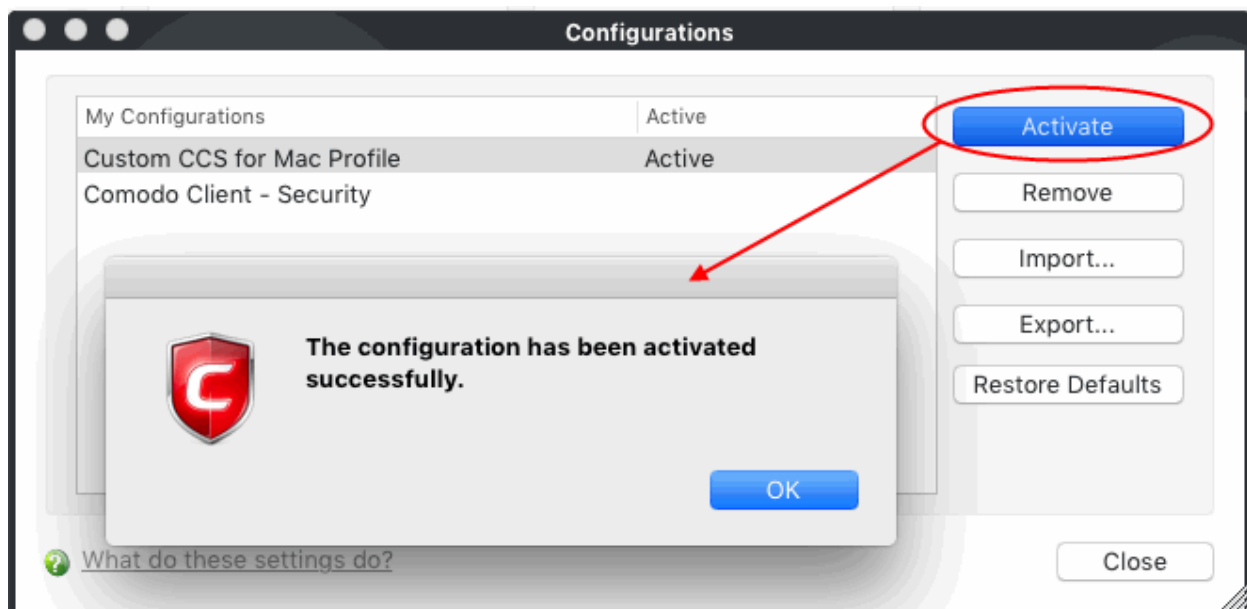 Configurations
My Configurations Active
Activate
Custom CCS for Mac Profile Active
Comodo Client - Security
Remove
Import...
The configuration has been activated
successfully.
Export...
Restore Defaults
OK
What do these settings do?
Close